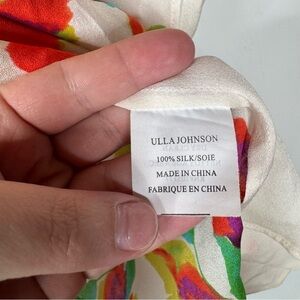 ULLA JOHNSON
100% SILK/SOIE
MADE IN CHINA
FABRIQUE EN CHINA